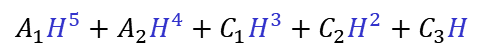 A₁H⁵ + A₂H⁴ + C₁H³ + C₂H² + C₃H